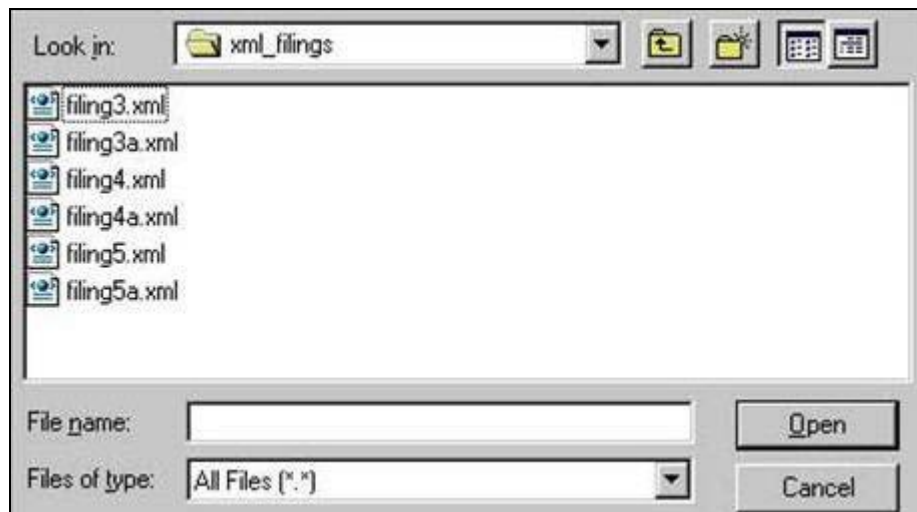 Look in: xml_filings
filing3.xml
filing3a.xml
filing4.xml
filing4a.xml
filing5.xml
filing5a.xml
File name: Open
Files of type: All Files (*.*) Cancel